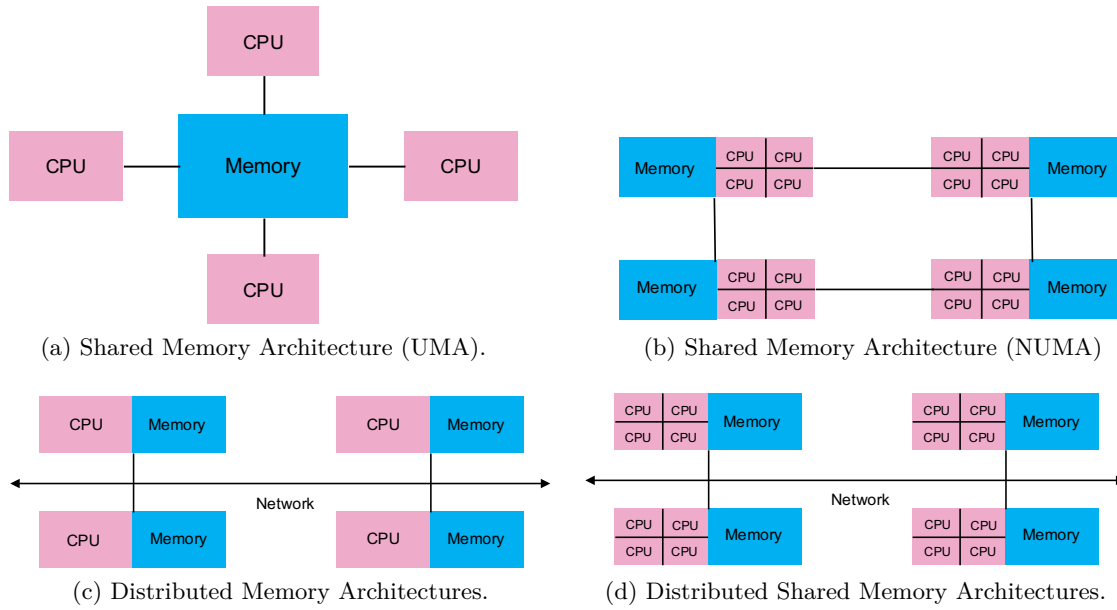 CPU
CPU
Memory
CPU
CPU
(a) Shared Memory Architecture (UMA).
Memory
CPU CPU
CPU CPU
CPU CPU
CPU CPU
Memory
Memory
CPU CPU
CPU CPU
CPU CPU
CPU CPU
Memory
(b) Shared Memory Architecture (NUMA)
CPU Memory
CPU Memory
Network
CPU Memory
CPU Memory
(c) Distributed Memory Architectures.
CPU CPU
CPU CPU
Memory
CPU CPU
CPU CPU
Memory
Network
CPU CPU
CPU CPU
Memory
CPU CPU
CPU CPU
Memory
(d) Distributed Shared Memory Architectures.